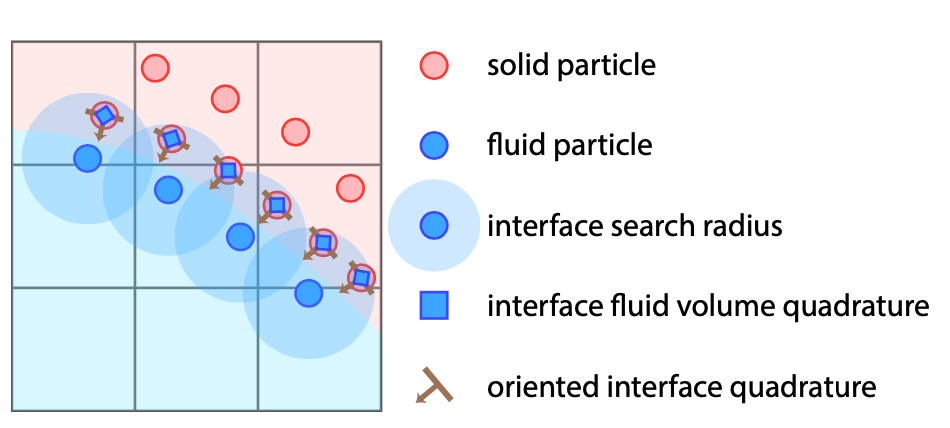 solid particle
fluid particle
interface search radius
interface fluid volume quadrature
oriented interface quadrature